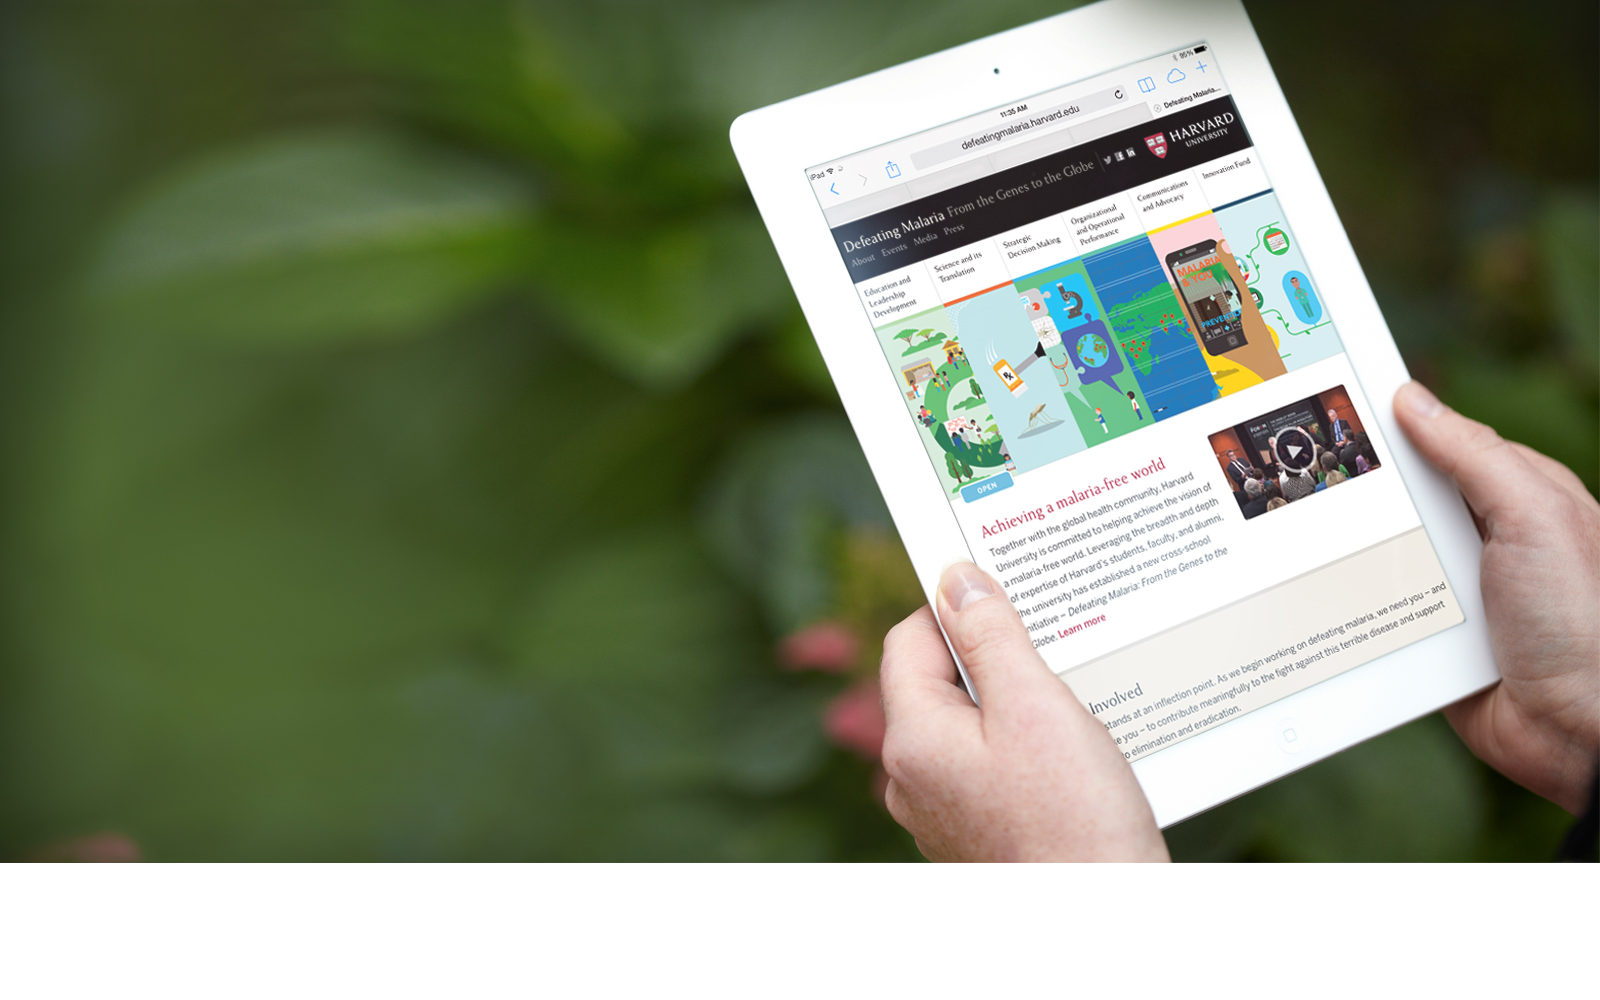 iPad
11:35 AM
95%
defeatingmalaria.harvard.edu
Defeating Malaria...
Defeating Malaria From the Genes to the Globe
HARVARD
UNIVERSITY
About Events Media Press
Education and
Leadership
Development
Science and its
Translation
Strategic
Decision Making
Organizational
and Operational
Performance
Communications
and Advocacy
Innovation Fund
MALARIA
& YOU
PREVENT
Rx
OPEN
Achieving a malaria-free world
Together with the global health community, Harvard
University is committed to helping achieve the vision of
a malaria-free world. Leveraging the breadth and depth
of expertise of Harvard's students, faculty, and alumni,
the university has established a new cross-school
initiative – Defeating Malaria: From the Genes to the
Globe. Learn more
Involved
stands at an inflection point. As we begin working on defeating malaria, we need you – and
ke you – to contribute meaningfully to the fight against this terrible disease and support
to elimination and eradication.